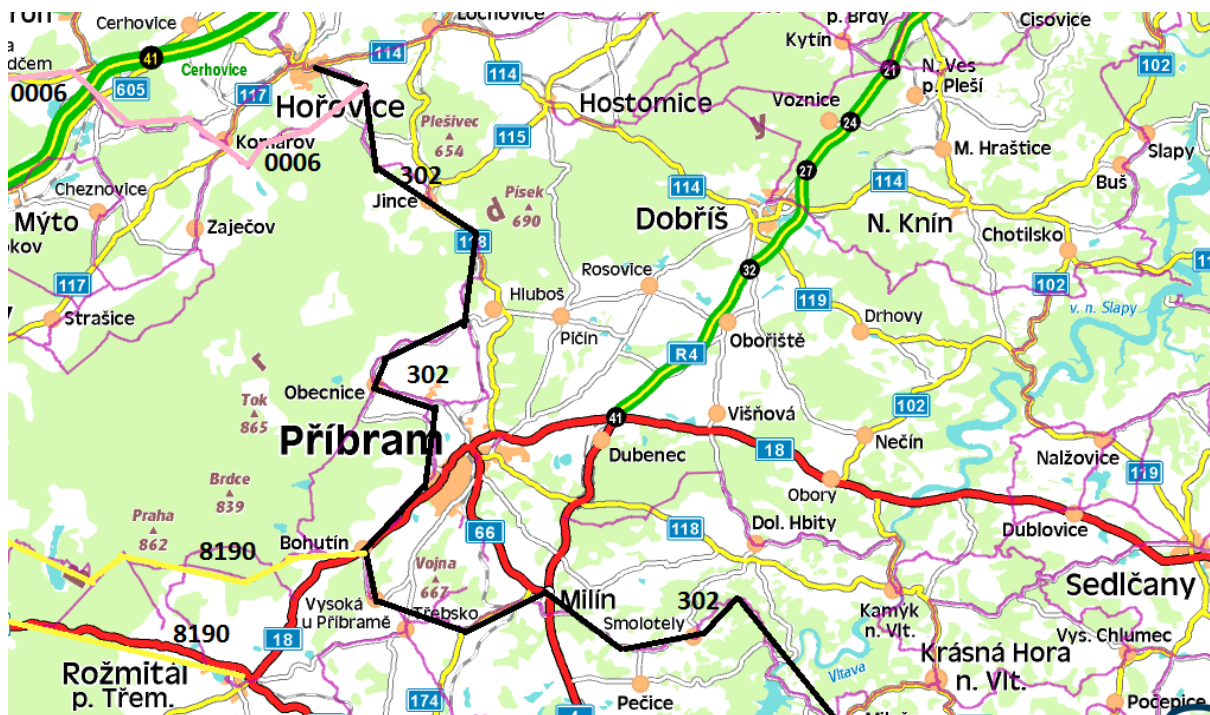 Cerhovice
Lochovice
p. Brdy
Cisovice
Kytín
41
114
102
dčem
Cerhovice
21
N. Ves
p. Pleší
0006
605
117
114
Hořovice
Hostomice
Voznice
24
y
Plešivec
654
115
Komárov
0006
M. Hraštice
Slapy
302
27
Buš
Cheznovice
Jince
Písek
690
d
114
114
Mýto
Zaječov
Dobříš
N. Knín
Chotilsko
okov
118
32
117
Rosovice
119
102
11
Strašice
Hluboš
v. n. Slapy
Pičín
Obořiště
Drhovy
R4
r
Obecnice
302
Tok
865
102
41
Višňová
Příbram
Nečín
Dubenec
18
Nalžovice
119
Brdce
839
Obory
Praha
862
66
118
Dol. Hbity
Dublovice
8190
Bohutín
Vojna
667
Sedlčany
Vysoká
u Příbramě
Třebsko
Milín
302
Smolotely
Kamýk
n. Vlt.
8190
18
Vys. Chlumec
Rožmitál
p. Třem.
Vltava
Krásná Hora
n. Vlt.
174
Pečice
Počepice
4